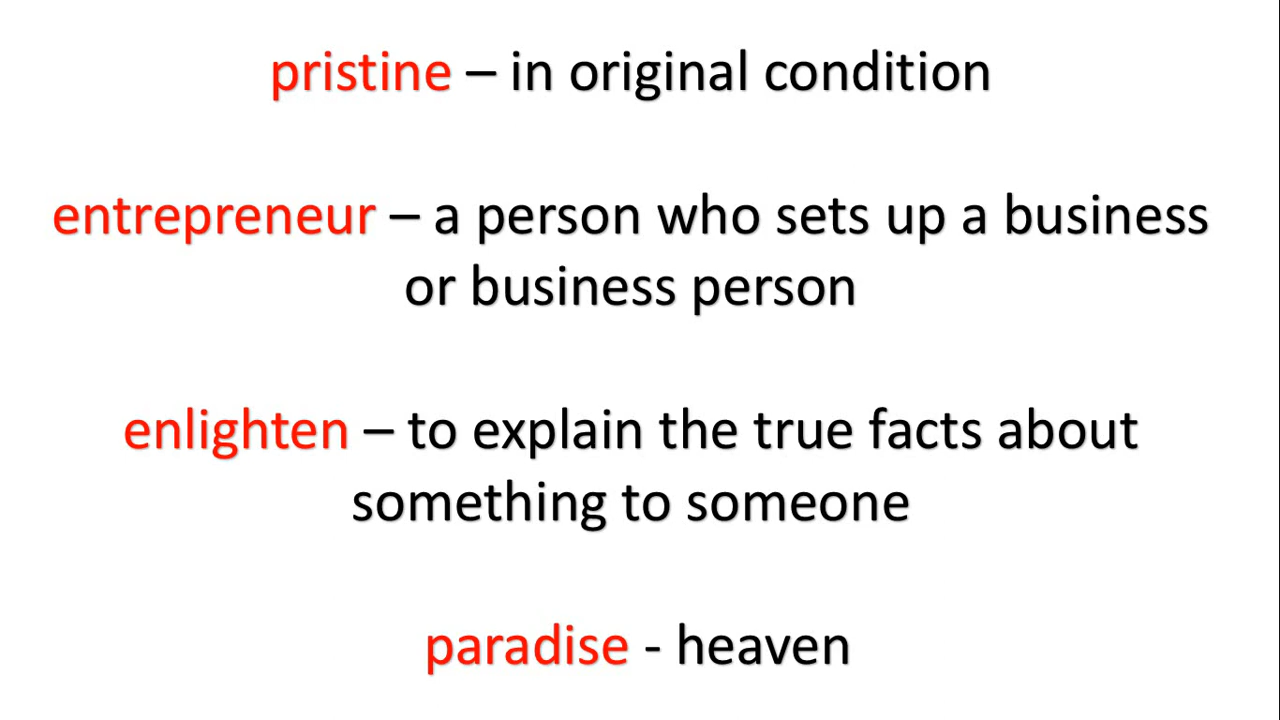 pristine – in original condition
entrepreneur – a person who sets up a business
or business person
enlighten – to explain the true facts about
something to someone
paradise - heaven